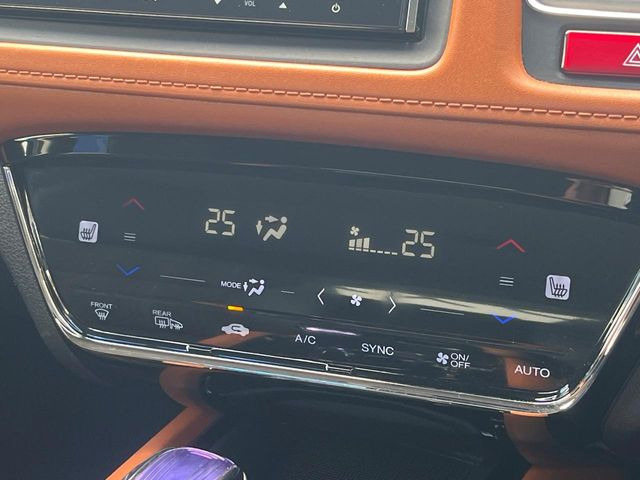 VOL
25
25
MODE
FRONT
REAR
A/C
SYNC
ON/
OFF
AUTO